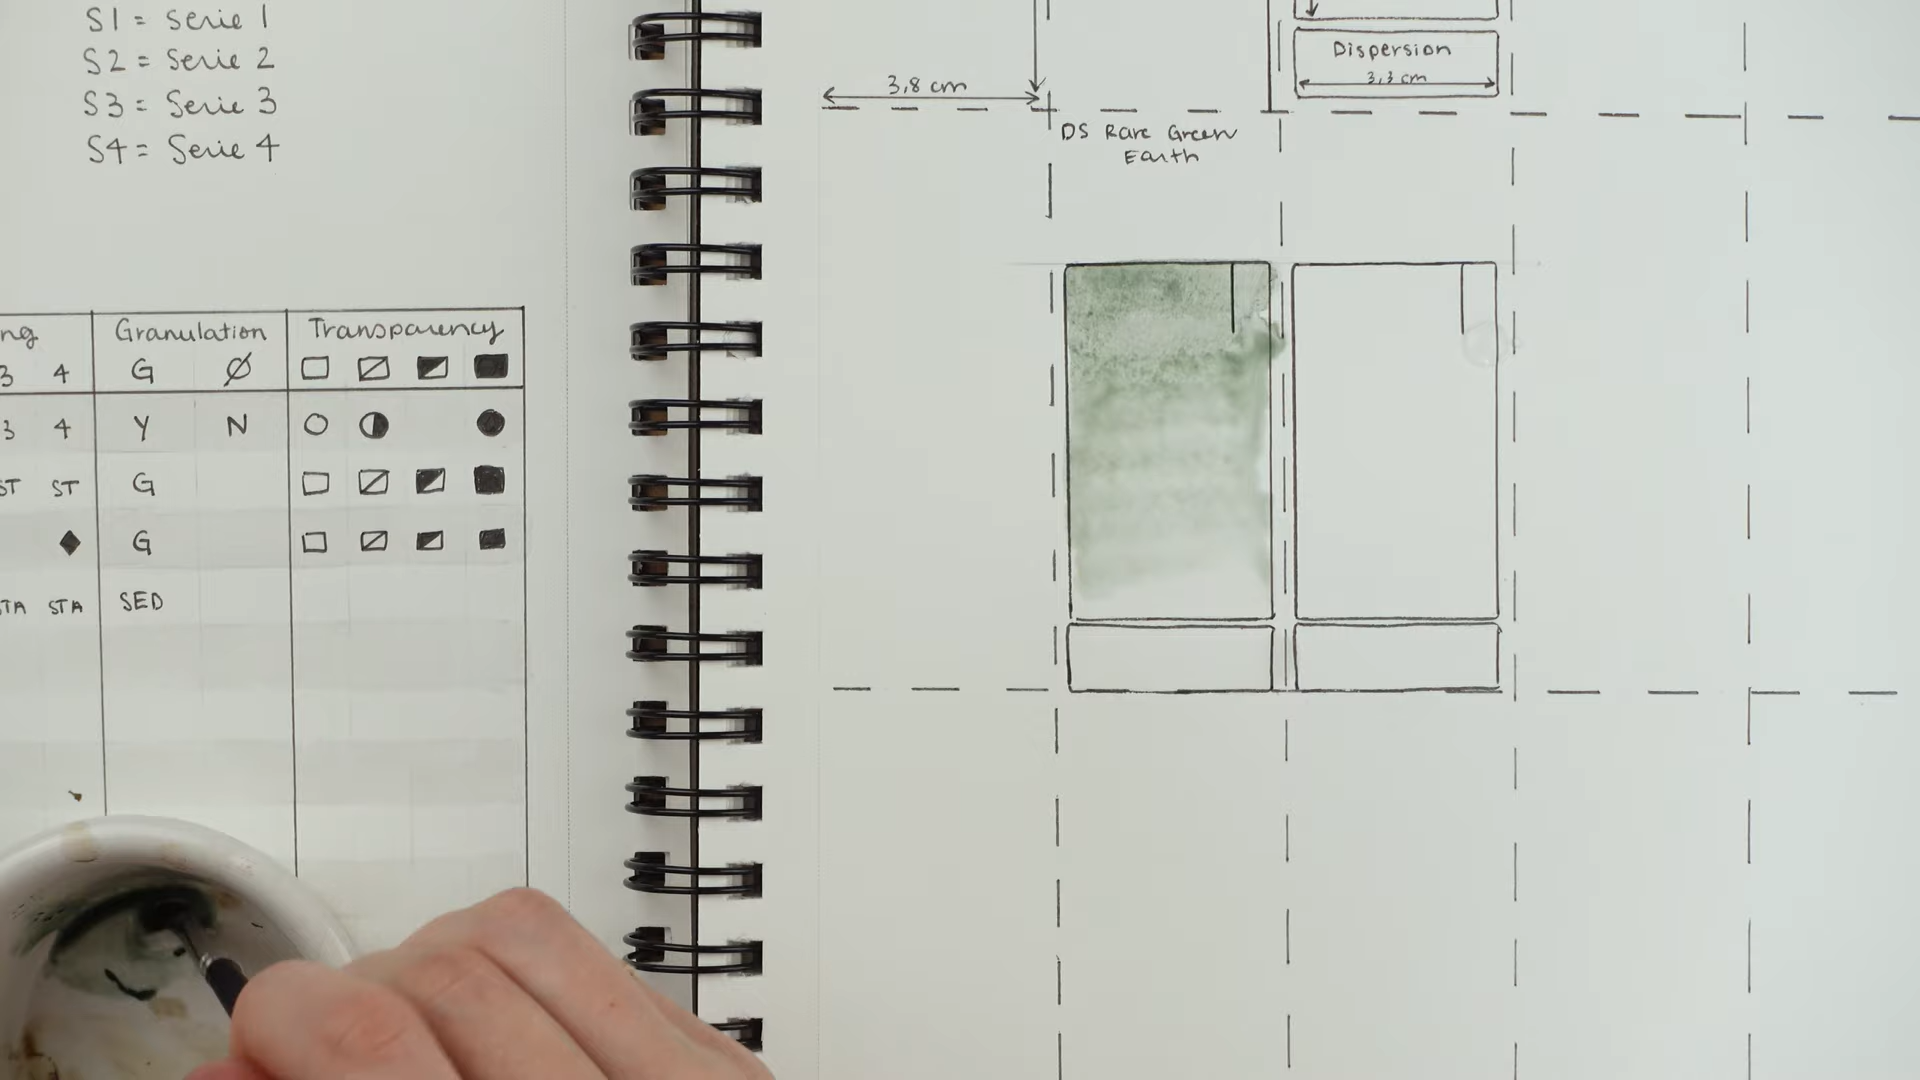 S1 = Serie 1
S2 = Serie 2
S3 = Serie 3
S4 = Serie 4
ng Granulation Transparency
3 4 G Ø
3 4 Y N
ST ST G
G
STA STA SED
Dispersion
3,3 cm
3,8 cm
DS Rare Green
Earth